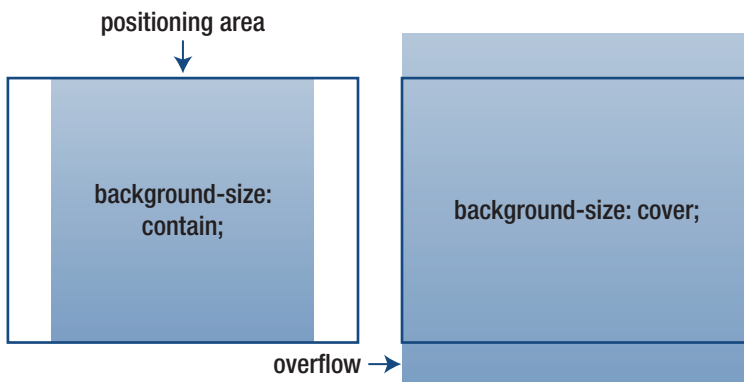 positioning area
background-size:
contain;
background-size: cover;
overflow